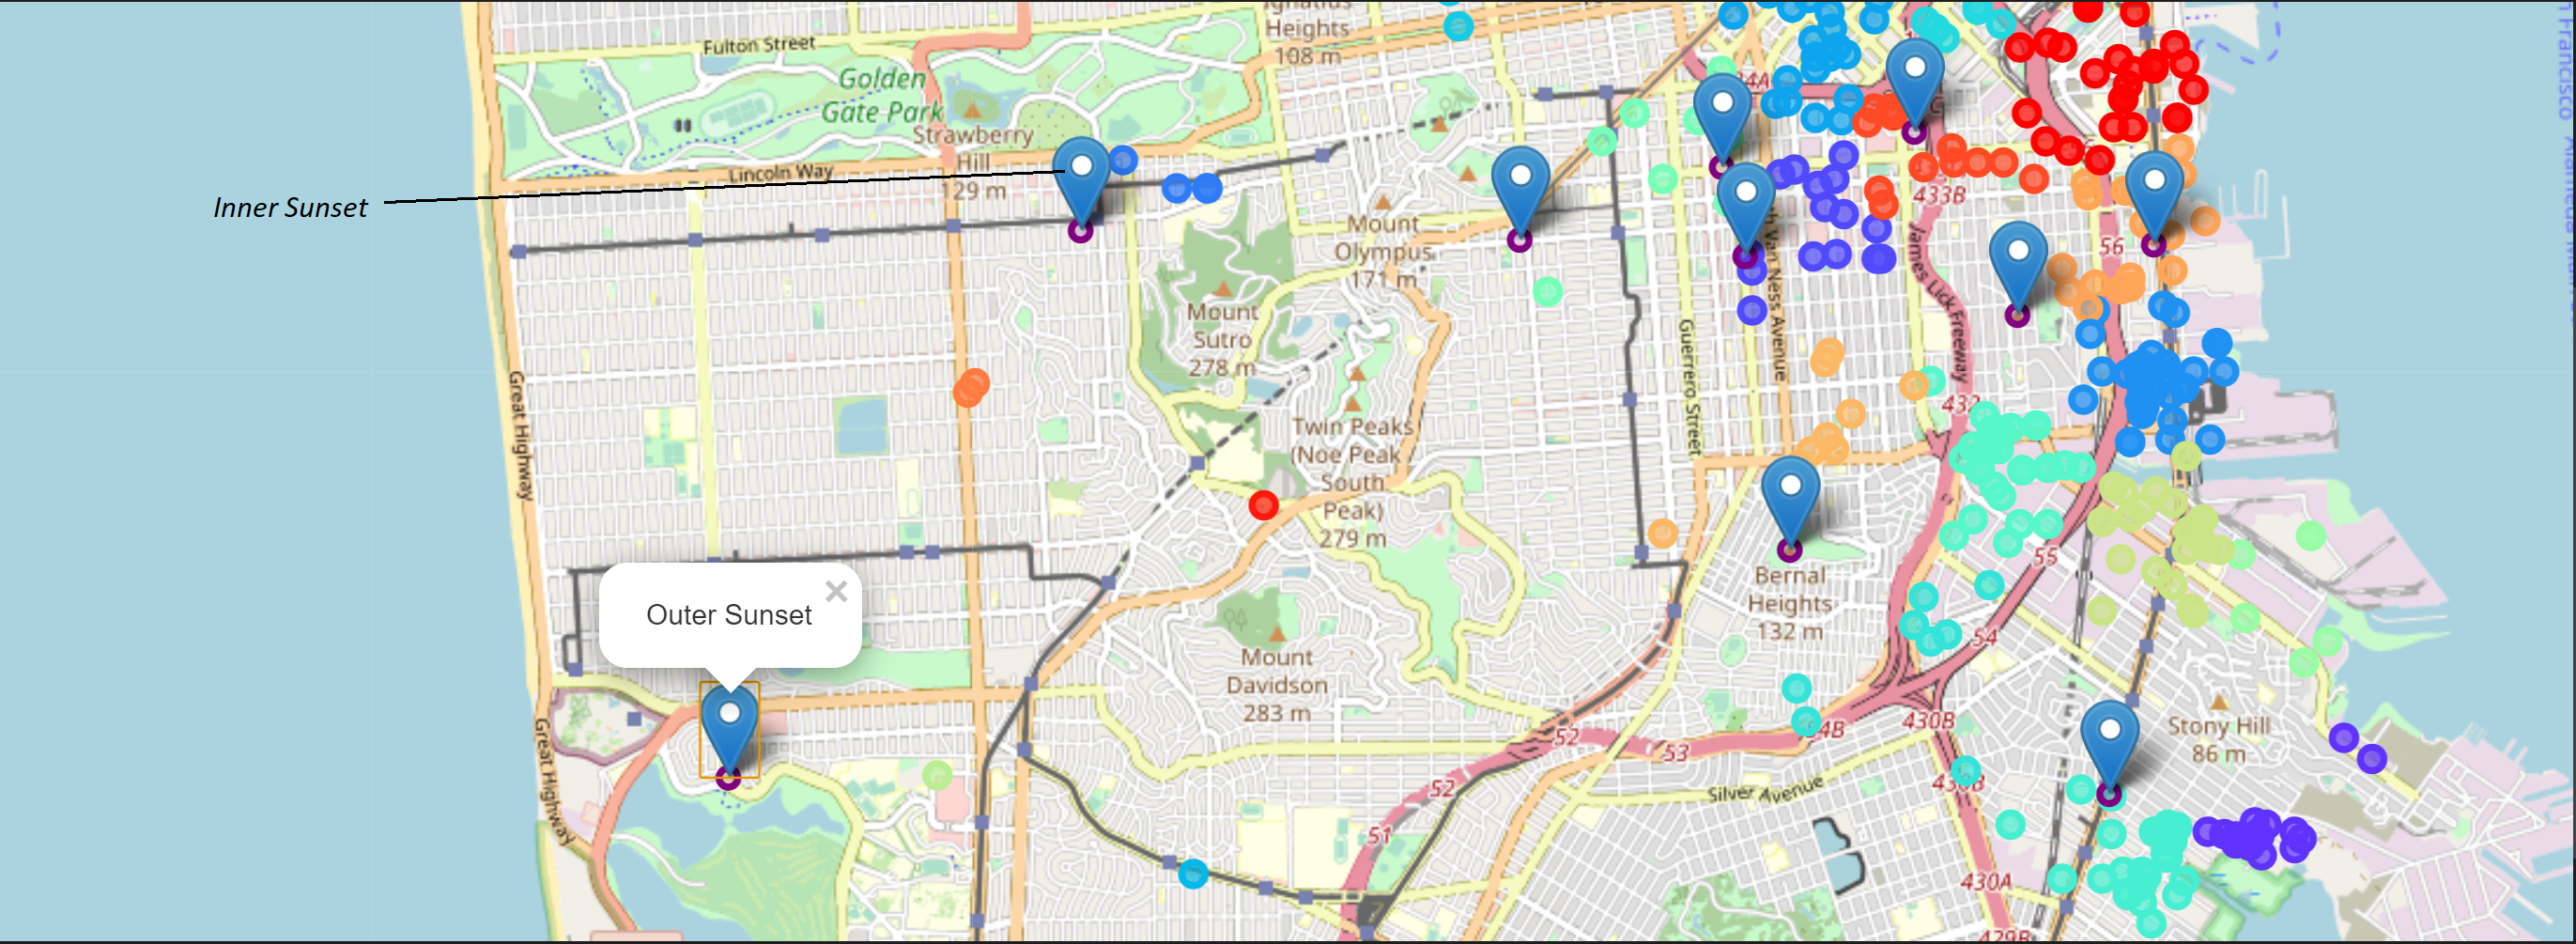 Ignatius
Heights
108 m
Fulton Street
Golden
Gate Park
Strawberry
Hill
129 m
Lincoln Way
Inner Sunset
Mount
Olympus
171 m
433B
56
James Lick Freeway
Van Ness Avenue
Guerrero Street
Mount
Sutro
278 m
Great Highway
432
Twin Peaks
(Noe Peak /
South
Peak)
279 m
55
Bernal
Heights
132 m
Outer Sunset
×
54
Mount
Davidson
283 m
Great Highway
52
53
430B
Stony Hill
86 m
52
Silver Avenue
51
430A
429B